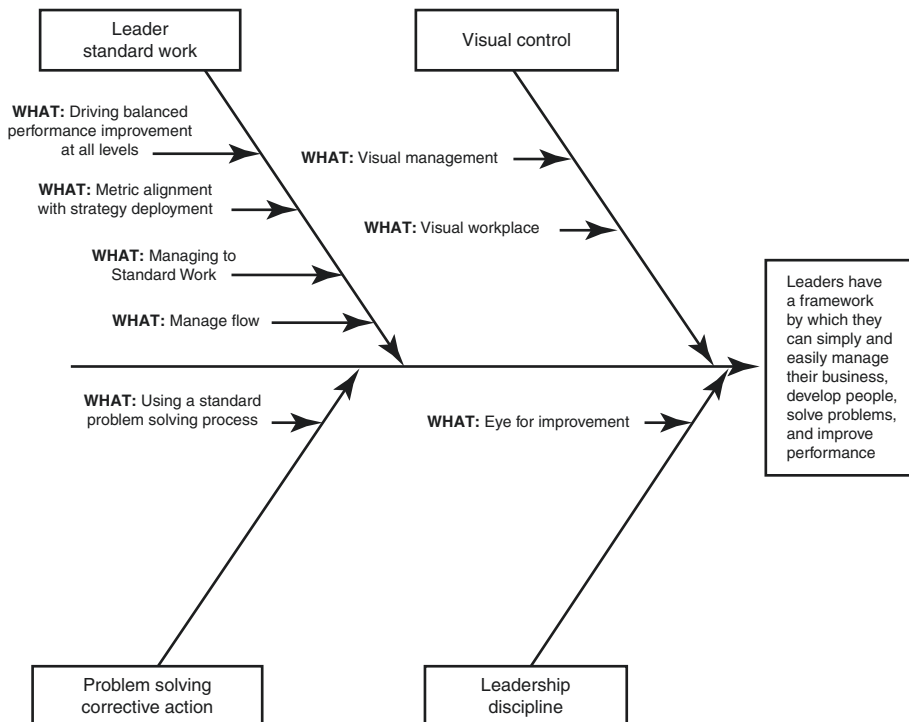 Leader
standard work
Visual control
WHAT: Driving balanced
performance improvement
at all levels
WHAT: Metric alignment
with strategy deployment
WHAT: Managing to
Standard Work
WHAT: Manage flow
WHAT: Visual management
WHAT: Visual workplace
Leaders have
a framework
by which they
can simply and
easily manage
their business,
develop people,
solve problems,
and improve
performance
WHAT: Using a standard
problem solving process
WHAT: Eye for improvement
Problem solving
corrective action
Leadership
discipline